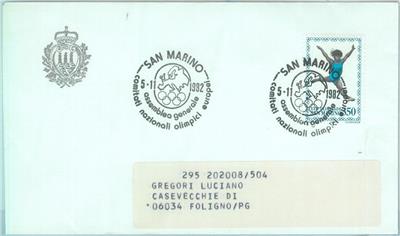 SAN MARINO
5-11 1982
assemblea generale
comitati nazionali olimpici europei
SAN MARINO
5-11 1982
assemblea generale
comitati nazionali olimpici europei
295 202008/504
GREGORI LUCIANO
CASEVECCHIE DI
*06034 FOLIGNO/PG